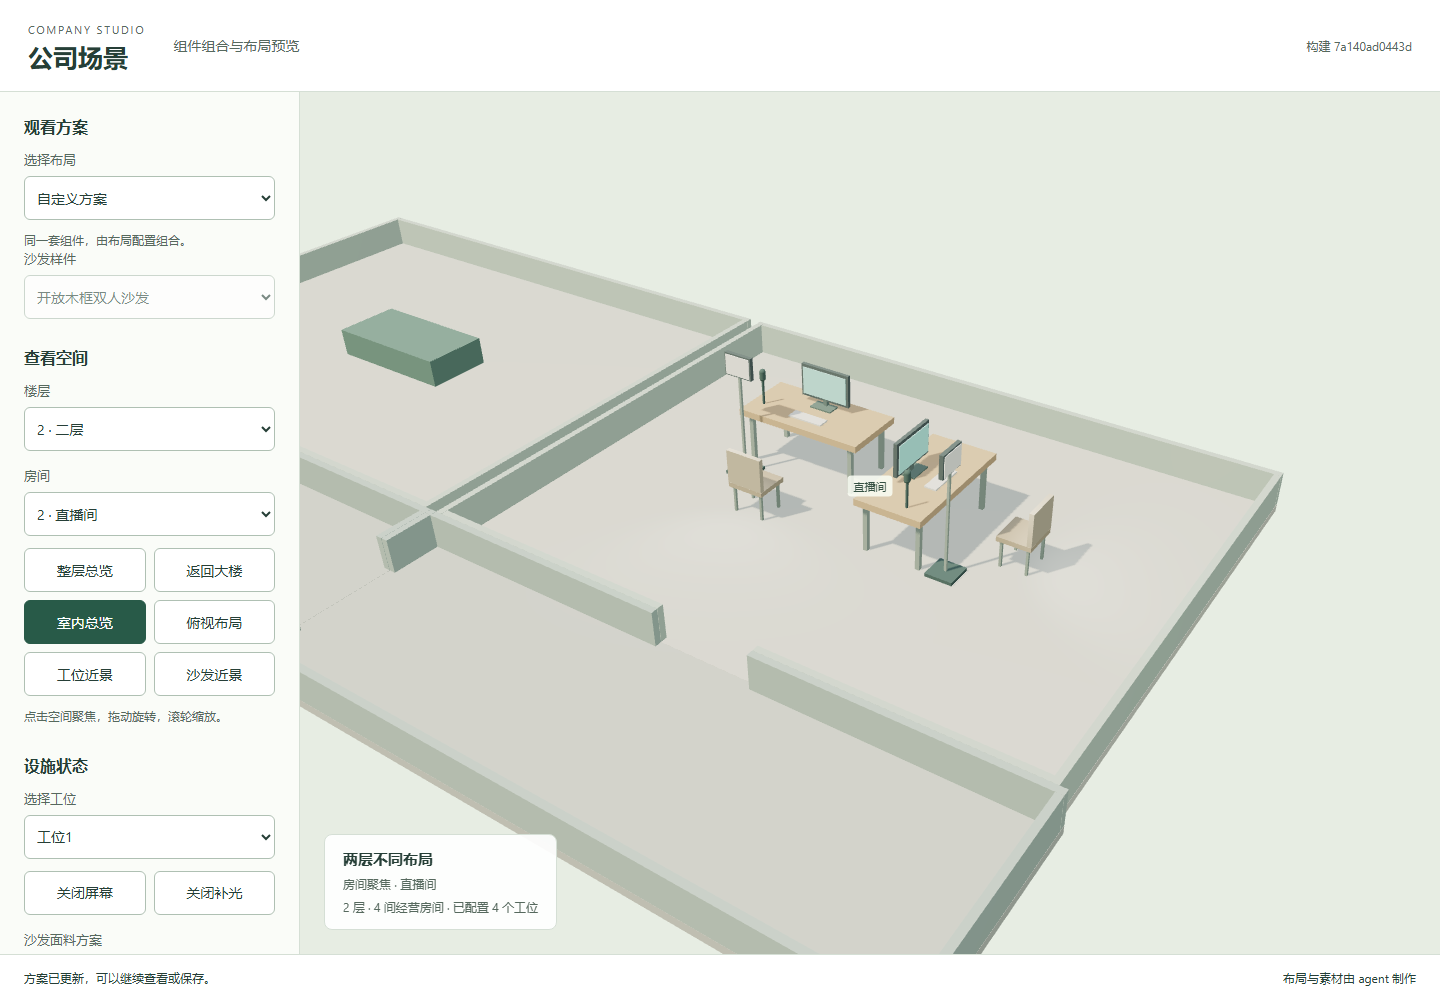 COMPANY STUDIO
公司场景
组件组合与布局预览
构建 7a140ad0443d
观看方案
选择布局
自定义方案
同一套组件，由布局配置组合。
沙发样件
开放木框双人沙发
查看空间
楼层
2 · 二层
房间
2 · 直播间
整层总览
返回大楼
室内总览
俯视布局
工位近景
沙发近景
点击空间聚焦，拖动旋转，滚轮缩放。
设施状态
选择工位
工位1
关闭屏幕
关闭补光
沙发面料方案
直播间
两层不同布局
房间聚焦 · 直播间
2 层 · 4 间经营房间 · 已配置 4 个工位
方案已更新，可以继续查看或保存。
布局与素材由 agent 制作